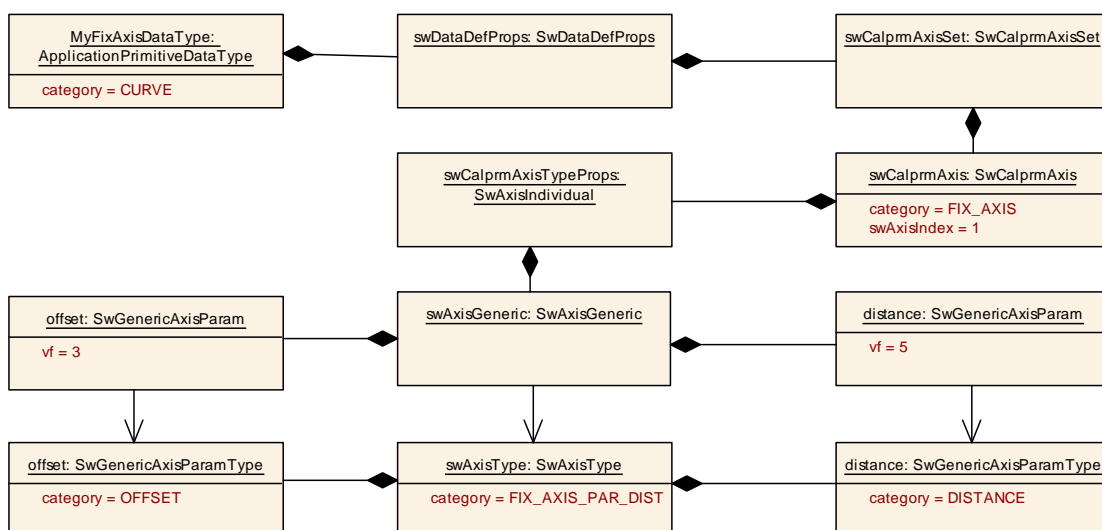 MyFixAxisDataType:
ApplicationPrimitiveDataType
category = CURVE
swDataDefProps: SwDataDefProps
swCalprmAxisSet: SwCalprmAxisSet
swCalprmAxisTypeProps:
SwAxisIndividual
swCalprmAxis: SwCalprmAxis
category = FIX_AXIS
swAxisIndex = 1
offset: SwGenericAxisParam
vf = 3
swAxisGeneric: SwAxisGeneric
distance: SwGenericAxisParam
vf = 5
offset: SwGenericAxisParamType
category = OFFSET
swAxisType: SwAxisType
category = FIX_AXIS_PAR_DIST
distance: SwGenericAxisParamType
category = DISTANCE